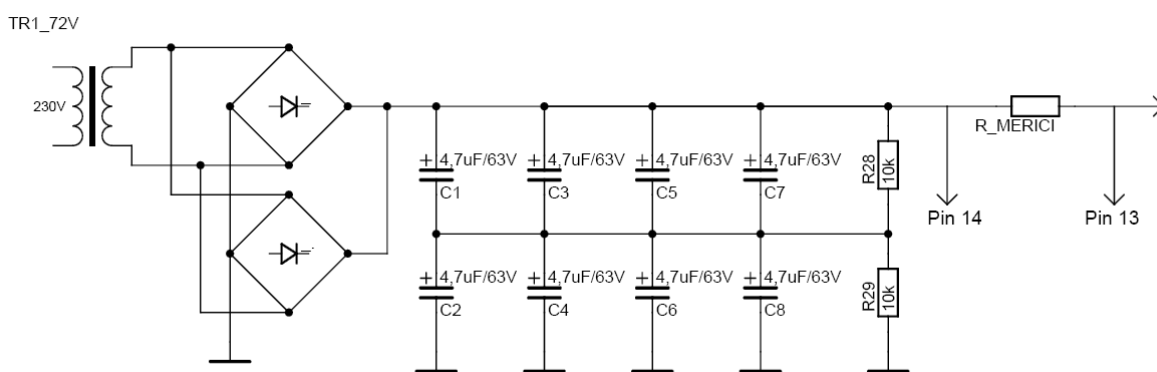 TR1_72V
230V
4,7uF/63V
C1
4,7uF/63V
C3
4,7uF/63V
C5
4,7uF/63V
C7
R28
10k
R_MERICI
Pin 14
Pin 13
4,7uF/63V
C2
4,7uF/63V
C4
4,7uF/63V
C6
4,7uF/63V
C8
R29
10k